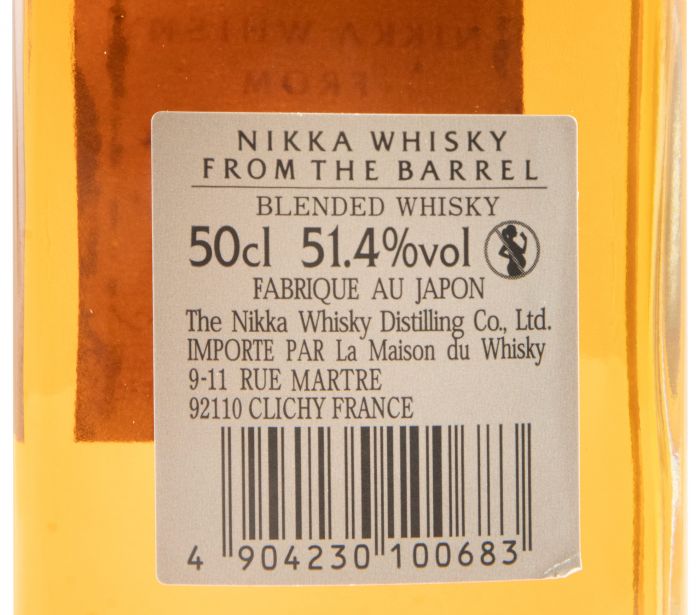 NIKKA WHISKY
FROM THE BARREL
BLENDED WHISKY
50cl 51.4%vol
FABRIQUE AU JAPON
The Nikka Whisky Distilling Co., Ltd.
IMPORTE PAR La Maison du Whisky
9-11 RUE MARTRE
92110 CLICHY FRANCE
4 904230 100683